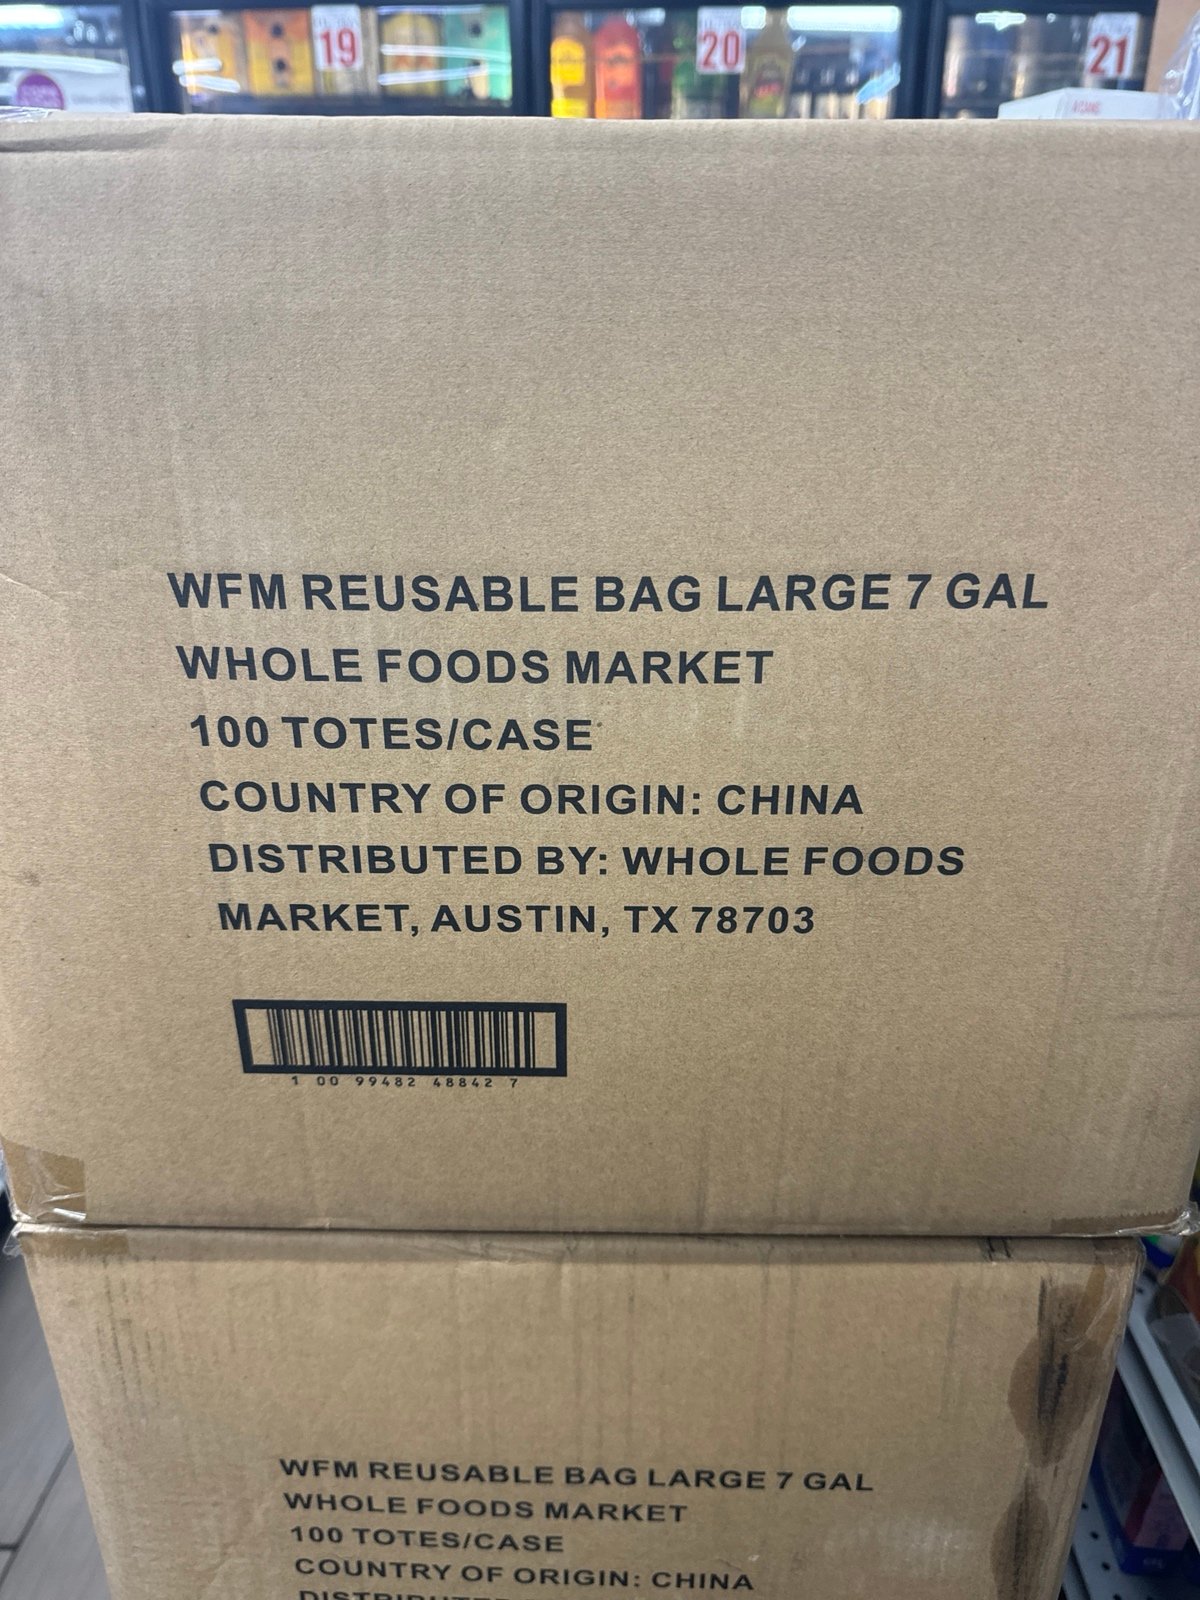 19
20
21
WFM REUSABLE BAG LARGE 7 GAL
WHOLE FOODS MARKET
100 TOTES/CASE
COUNTRY OF ORIGIN: CHINA
DISTRIBUTED BY: WHOLE FOODS
MARKET, AUSTIN, TX 78703
1 00 99482 48842 7
WFM REUSABLE BAG LARGE 7 GAL
WHOLE FOODS MARKET
100 TOTES/CASE
COUNTRY OF ORIGIN: CHINA